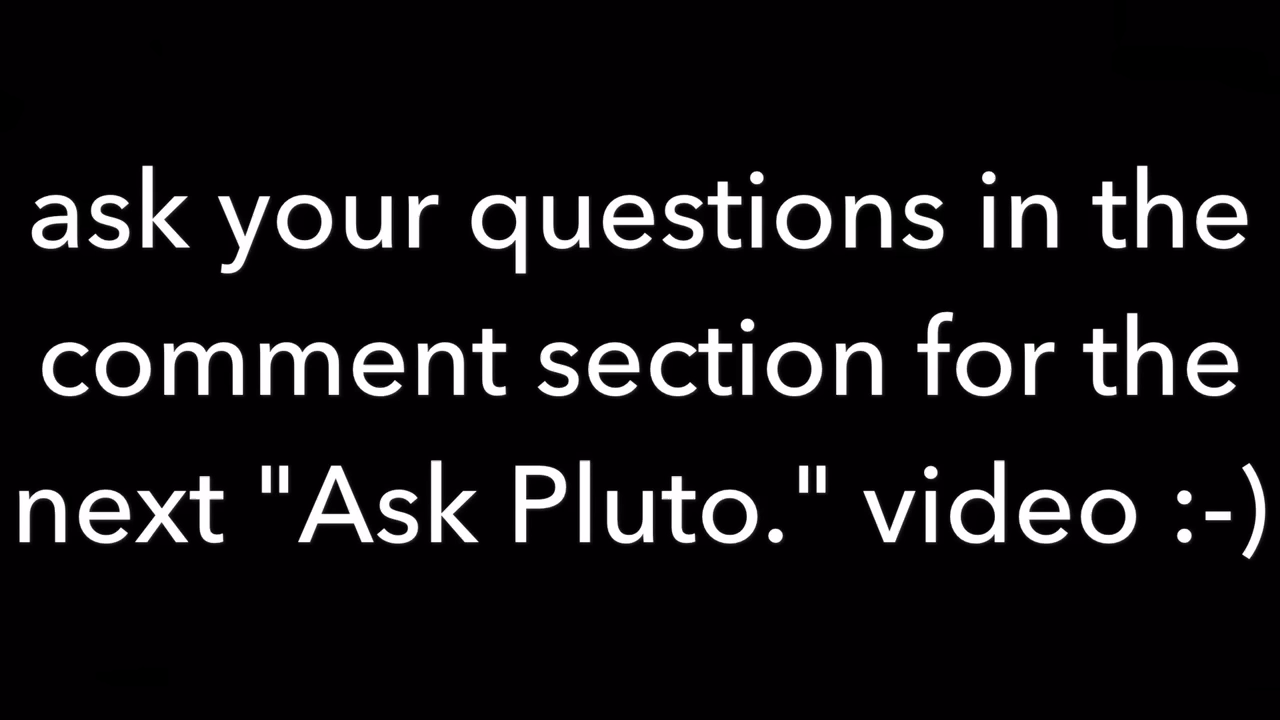 ask your questions in the
comment section for the
next "Ask Pluto." video :-)